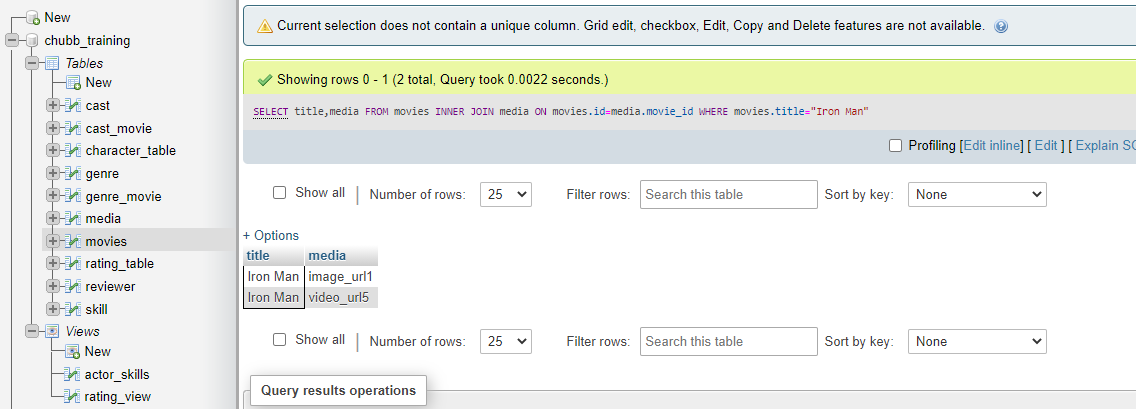 New
chubb_training
Tables
New
cast
cast_movie
character_table
genre
genre_movie
media
movies
rating_table
reviewer
skill
Views
New
actor_skills
rating_view
Current selection does not contain a unique column. Grid edit, checkbox, Edit, Copy and Delete features are not available.
Showing rows 0 - 1 (2 total, Query took 0.0022 seconds.)
SELECT title,media FROM movies INNER JOIN media ON movies.id=media.movie_id WHERE movies.title="Iron Man"
Profiling [Edit inline] [ Edit ] [ Explain SC
Show all | Number of rows: 25 Filter rows: Search this table Sort by key: None
+ Options
title media
Iron Man image_url1
Iron Man video_url5
Show all | Number of rows: 25 Filter rows: Search this table Sort by key: None
Query results operations